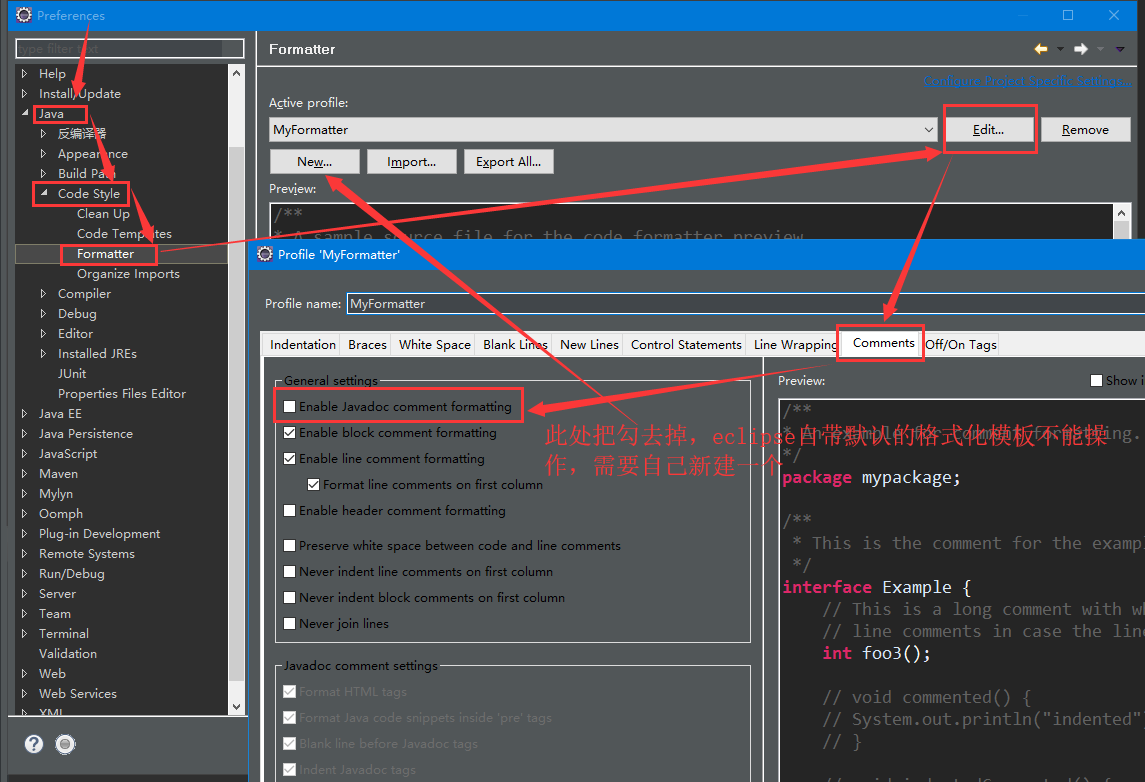 Preferences
type filter text
Help
Install/Update
Java
反编译器
Appearance
Build Path
Code Style
Clean Up
Code Templates
Formatter
Organize Imports
Compiler
Debug
Editor
Installed JREs
JUnit
Properties Files Editor
Java EE
Java Persistence
JavaScript
Maven
Mylyn
Oomph
Plug-in Development
Remote Systems
Run/Debug
Server
Team
Terminal
Validation
Web
Web Services
XML
Formatter
Configure Project Specific Settings...
Active profile:
MyFormatter
Edit...
Remove
New...
Import...
Export All...
Preview:
/**
* A sample source file for the code formatter preview
Profile 'MyFormatter'
Profile name: MyFormatter
Indentation Braces White Space Blank Lines New Lines Control Statements Line Wrapping Comments Off/On Tags
General settings
Enable Javadoc comment formatting
Enable block comment formatting
Enable line comment formatting
Format line comments on first column
Enable header comment formatting
Preserve white space between code and line comments
Never indent line comments on first column
Never indent block comments on first column
Never join lines
Javadoc comment settings
Format HTML tags
Format Java code snippets inside 'pre' tags
Blank line before Javadoc tags
Indent Javadoc tags
此处把勾去掉，eclipse自带默认的格式化模板不能操
作，需要自己新建一个
Preview:
Show i
/**
*/
package mypackage;
/**
* This is the comment for the exampl
*/
interface Example {
// This is a long comment with wh
// line comments in case the line
int foo3();
// void commented() {
// System.out.println("indented")
// }